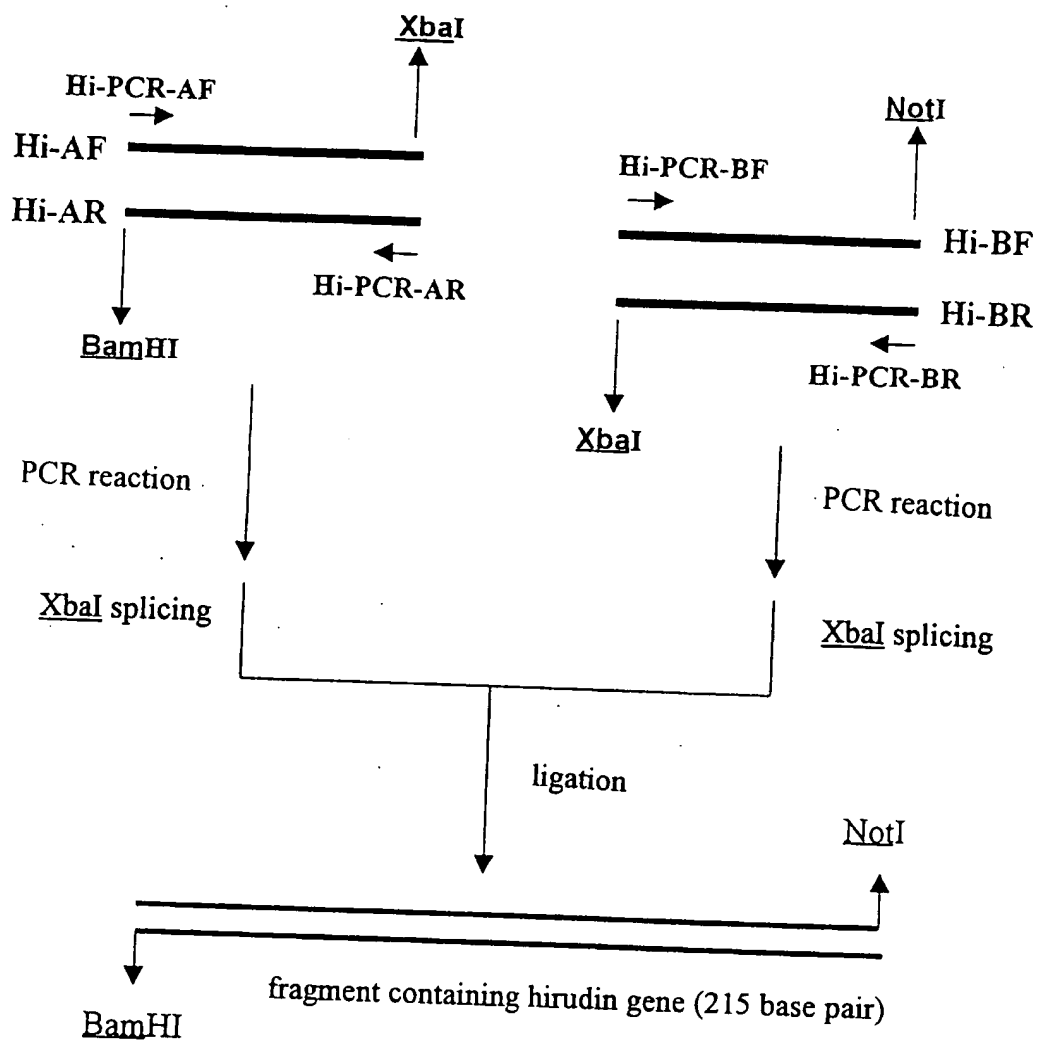 XbaI
Hi-PCR-AF
Hi-AF
Hi-AR
Hi-PCR-AR
BamHI
NotI
Hi-PCR-BF
Hi-BF
Hi-BR
Hi-PCR-BR
XbaI
PCR reaction
PCR reaction
XbaI splicing
XbaI splicing
ligation
NotI
BamHI
fragment containing hirudin gene (215 base pair)